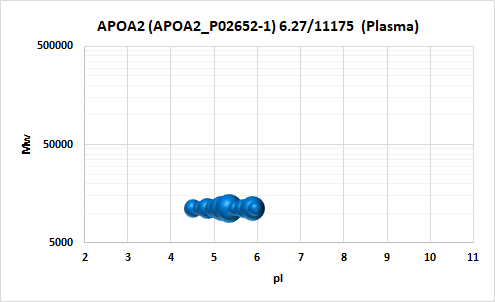 APOA2 (APOA2_P02652-1) 6.27/11175 (Plasma)
500000
50000
5000
Mw
2 3 4 5 6 7 8 9 10 11
pI